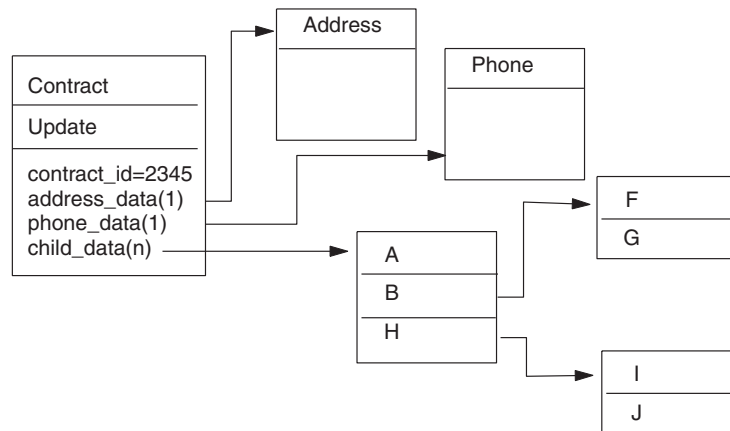 Address
Contract
Update
contract_id=2345
address_data(1)
phone_data(1)
child_data(n)
Phone
A
B
H
F
G
I
J